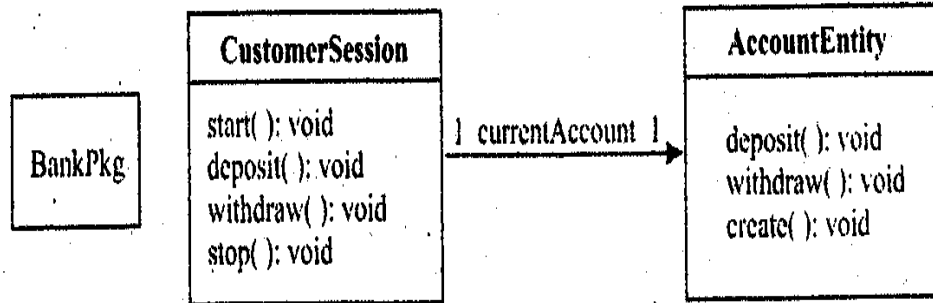 BankPkg
CustomerSession
start( ): void
deposit( ): void
withdraw( ): void
stop( ): void
1 currentAccount 1
AccountEntity
deposit( ): void
withdraw( ): void
create( ): void